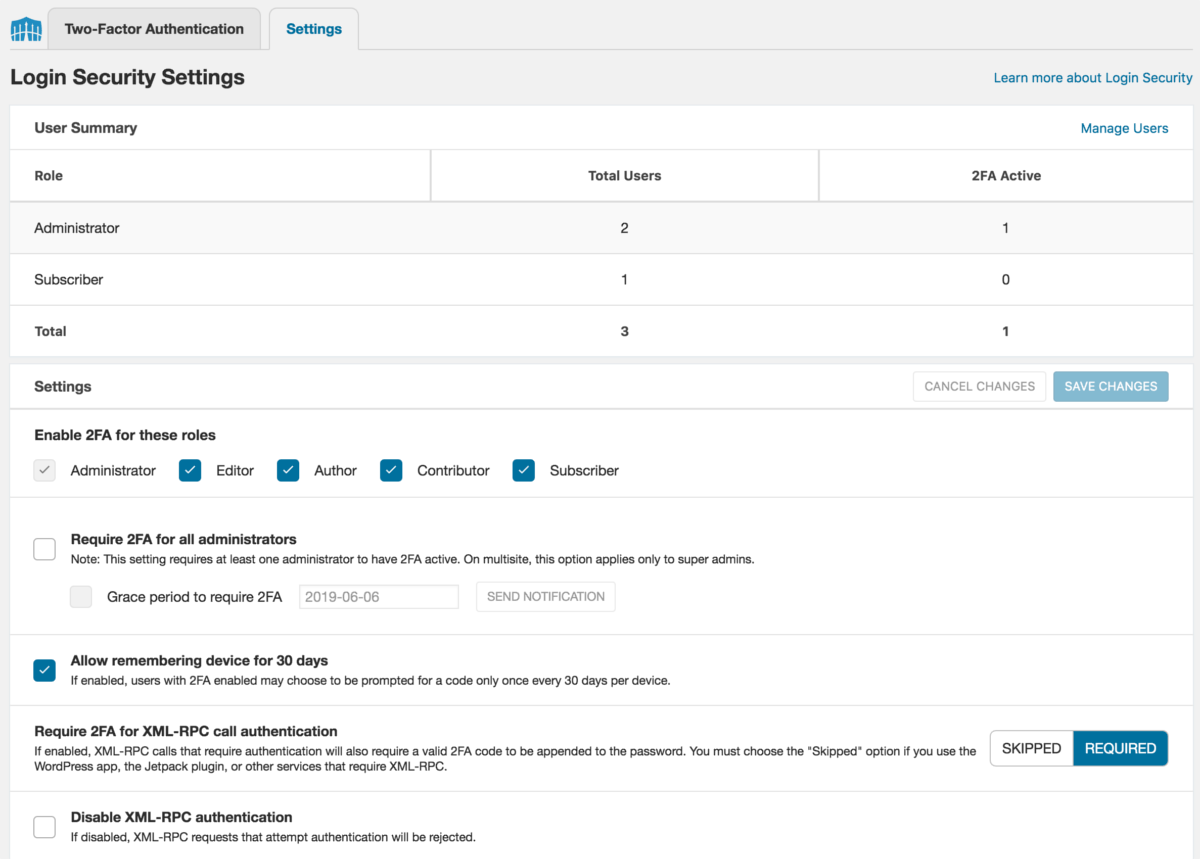 Two-Factor Authentication Settings
Login Security Settings Learn more about Login Security
User Summary Manage Users
Role Total Users 2FA Active
Administrator 2 1
Subscriber 1 0
Total 3 1
Settings CANCEL CHANGES SAVE CHANGES
Enable 2FA for these roles
Administrator Editor Author Contributor Subscriber
Require 2FA for all administrators
Note: This setting requires at least one administrator to have 2FA active. On multisite, this option applies only to super admins.
Grace period to require 2FA 2019-06-06 SEND NOTIFICATION
Allow remembering device for 30 days
If enabled, users with 2FA enabled may choose to be prompted for a code only once every 30 days per device.
Require 2FA for XML-RPC call authentication
If enabled, XML-RPC calls that require authentication will also require a valid 2FA code to be appended to the password. You must choose the "Skipped" option if you use the
WordPress app, the Jetpack plugin, or other services that require XML-RPC.
SKIPPED REQUIRED
Disable XML-RPC authentication
If disabled, XML-RPC requests that attempt authentication will be rejected.